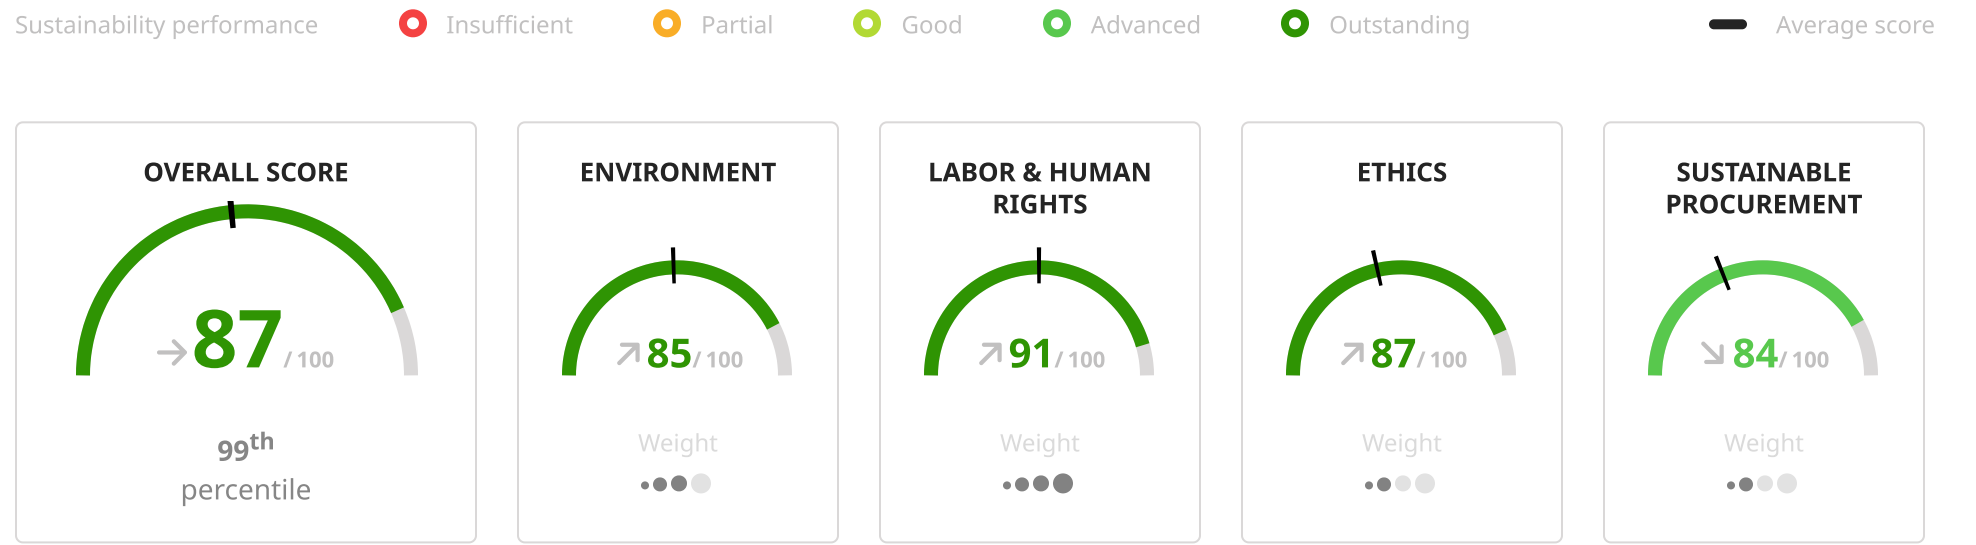 Sustainability performance Insufficient Partial Good Advanced Outstanding Average score
OVERALL SCORE
87 / 100
99th
percentile
ENVIRONMENT
85 / 100
Weight
LABOR & HUMAN
RIGHTS
91 / 100
Weight
ETHICS
87 / 100
Weight
SUSTAINABLE
PROCUREMENT
84 / 100
Weight